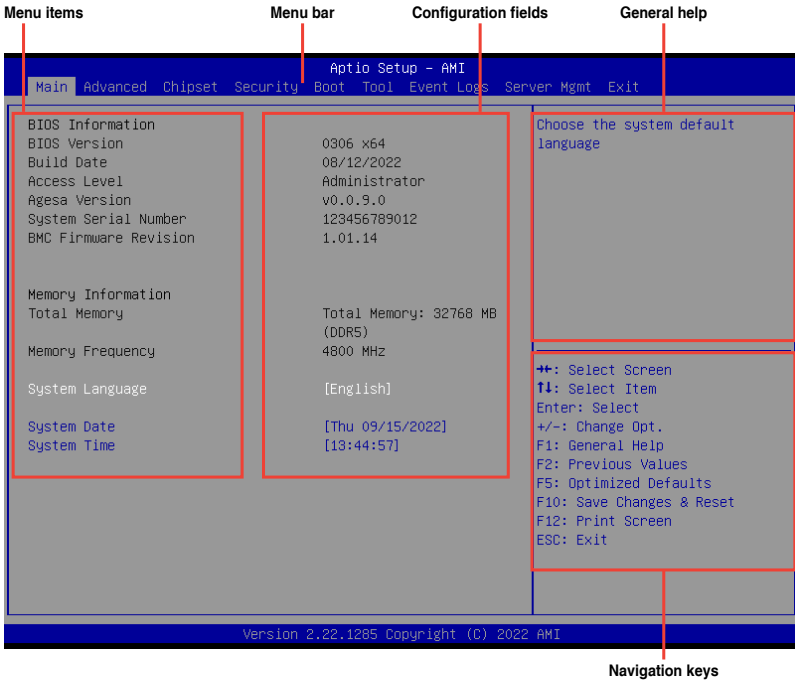 Menu items Menu bar Configuration fields General help
Aptio Setup – AMI
Main Advanced Chipset Security Boot Tool Event Logs Server Mgmt Exit
BIOS Information
BIOS Version 0306 x64
Build Date 08/12/2022
Access Level Administrator
Agesa Version v0.0.9.0
System Serial Number 123456789012
BMC Firmware Revision 1.01.14
Memory Information
Total Memory Total Memory: 32768 MB
(DDR5)
Memory Frequency 4800 MHz
System Language [English]
System Date [Thu 09/15/2022]
System Time [13:44:57]
Choose the system default
language
→←: Select Screen
↑↓: Select Item
Enter: Select
+/-: Change Opt.
F1: General Help
F2: Previous Values
F5: Optimized Defaults
F10: Save Changes & Reset
F12: Print Screen
ESC: Exit
Version 2.22.1285 Copyright (C) 2022 AMI
Navigation keys